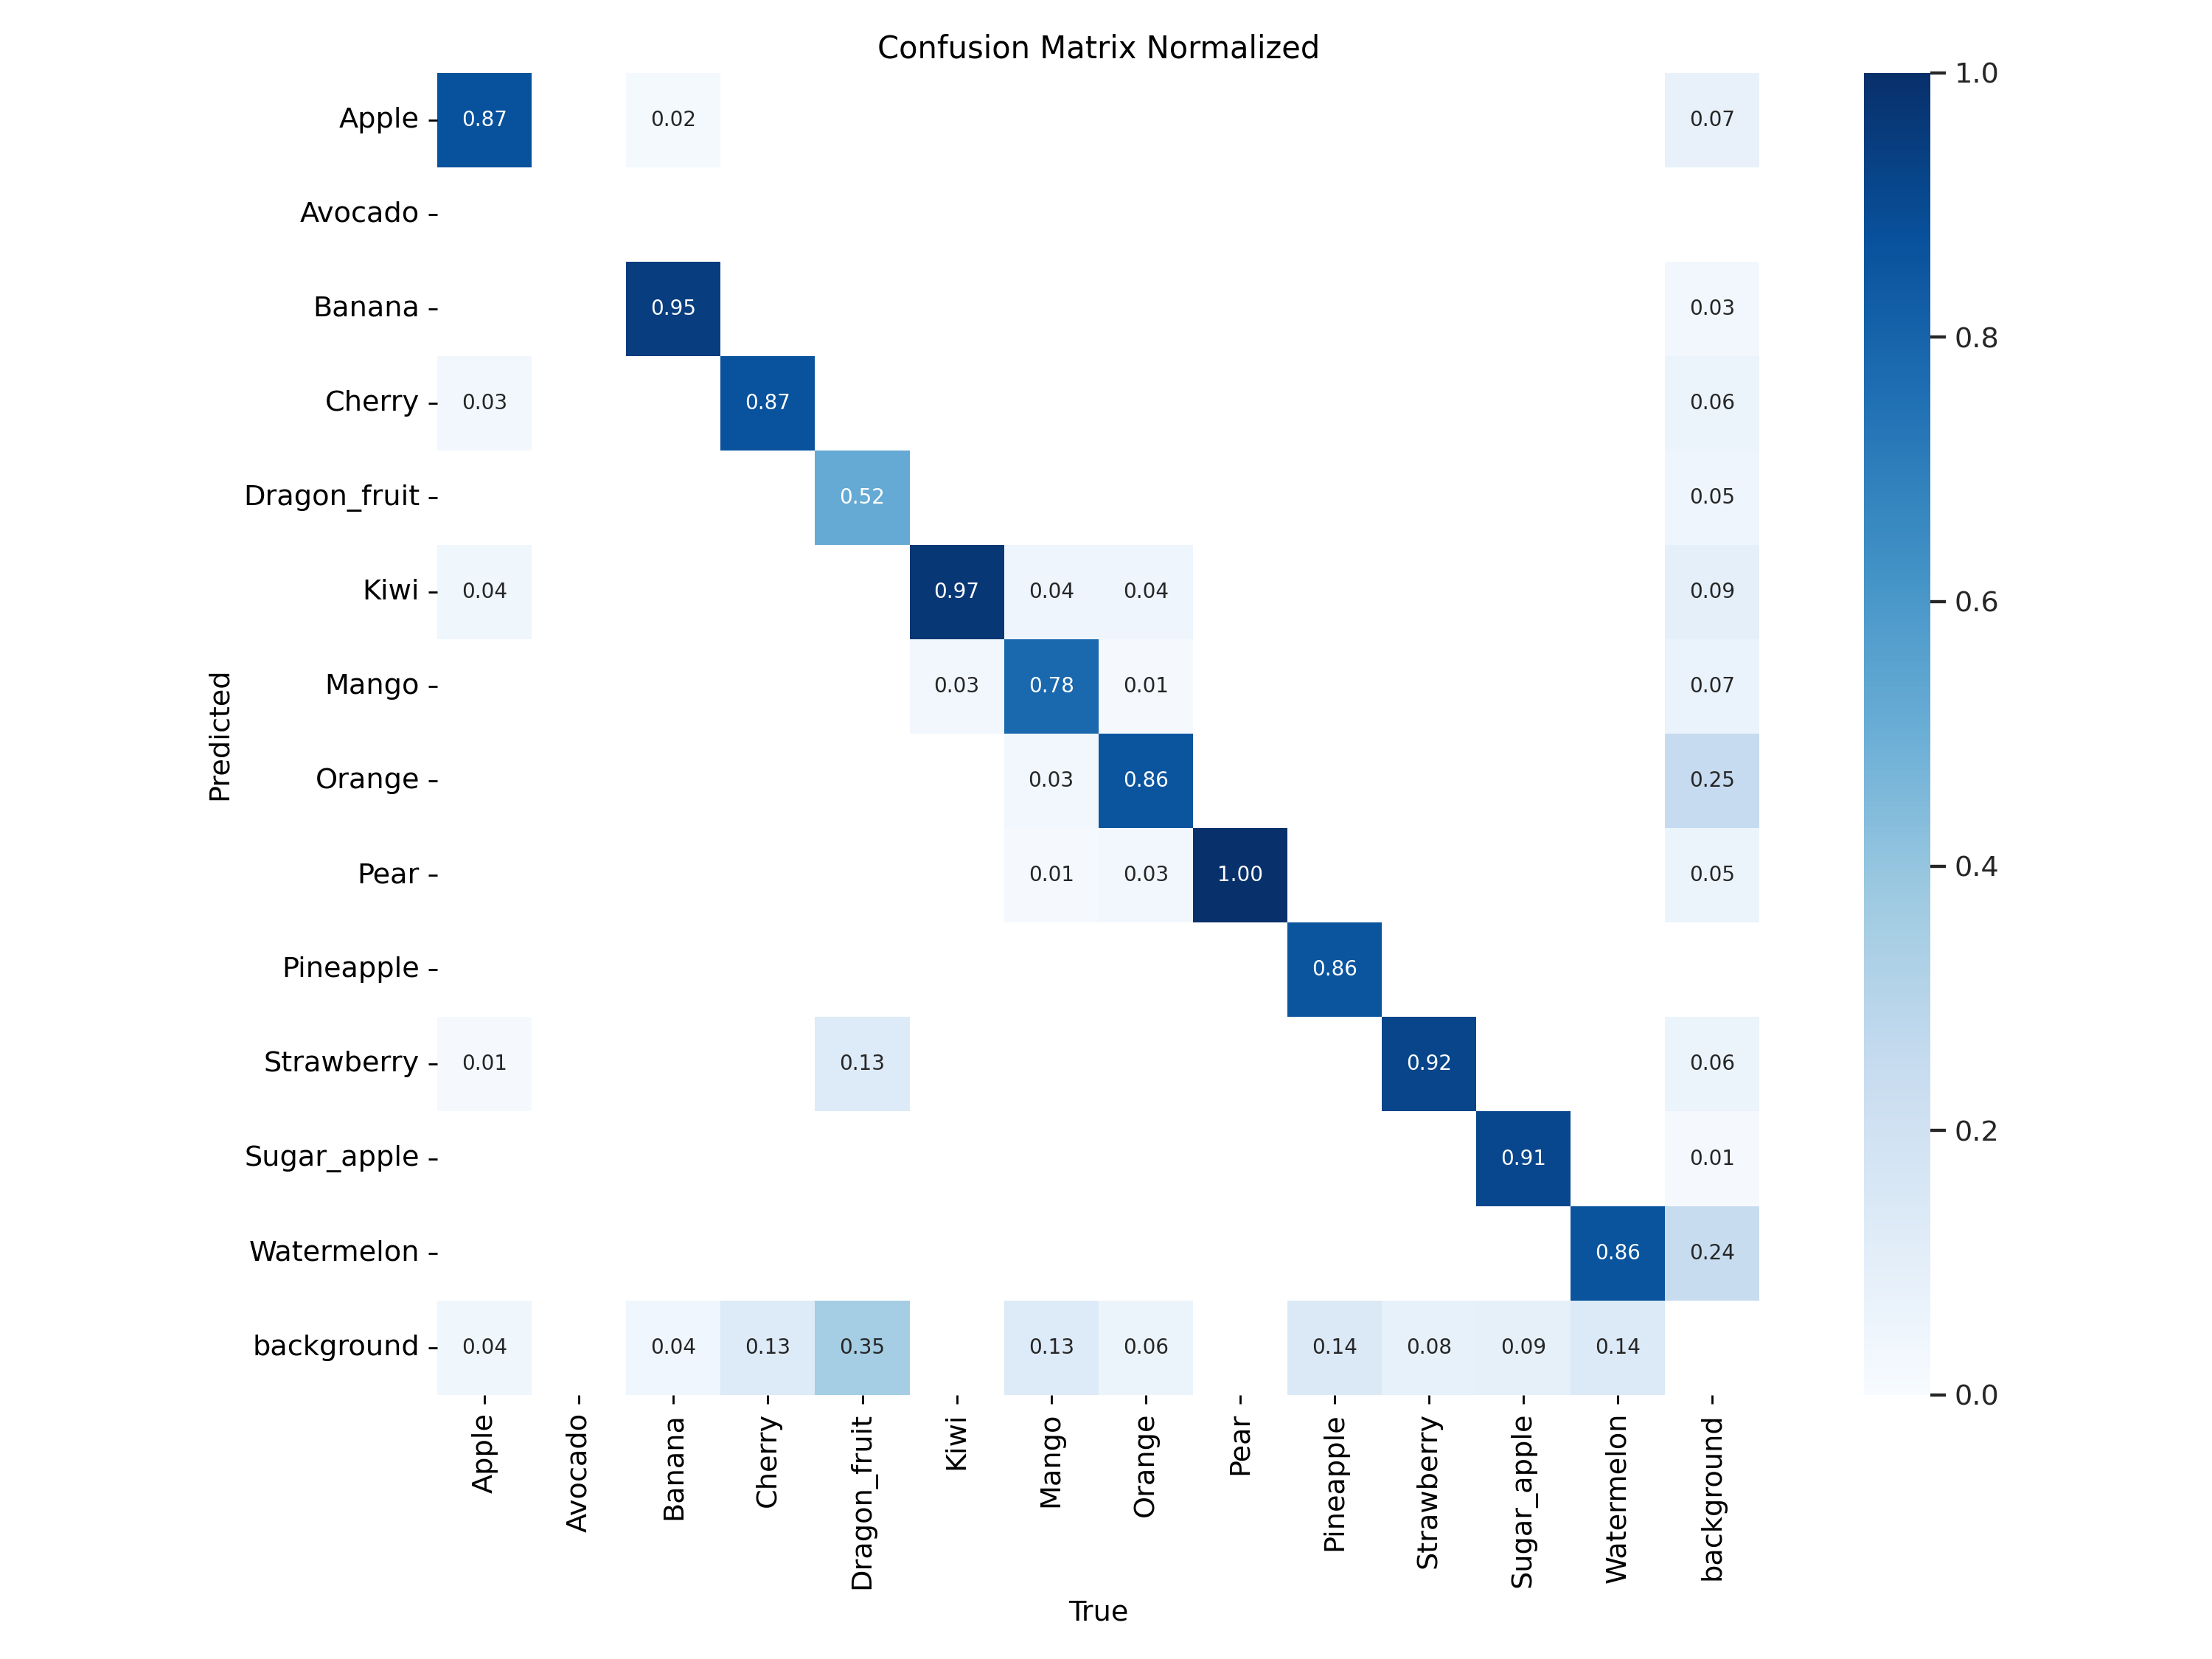 Confusion Matrix Normalized
Apple 0.87 0.02 0.07
Avocado
Banana 0.95 0.03
Cherry 0.03 0.87 0.06
Dragon_fruit 0.52 0.05
Kiwi 0.04 0.97 0.04 0.04 0.09
Mango 0.03 0.78 0.01 0.07
Orange 0.03 0.86 0.25
Pear 0.01 0.03 1.00 0.05
Pineapple 0.86
Strawberry 0.01 0.13 0.92 0.06
Sugar_apple 0.91 0.01
Watermelon 0.86 0.24
background 0.04 0.04 0.13 0.35 0.13 0.06 0.14 0.08 0.09 0.14
Predicted
Apple Avocado Banana Cherry Dragon_fruit Kiwi Mango Orange Pear Pineapple Strawberry Sugar_apple Watermelon background
True
1.0
0.8
0.6
0.4
0.2
0.0